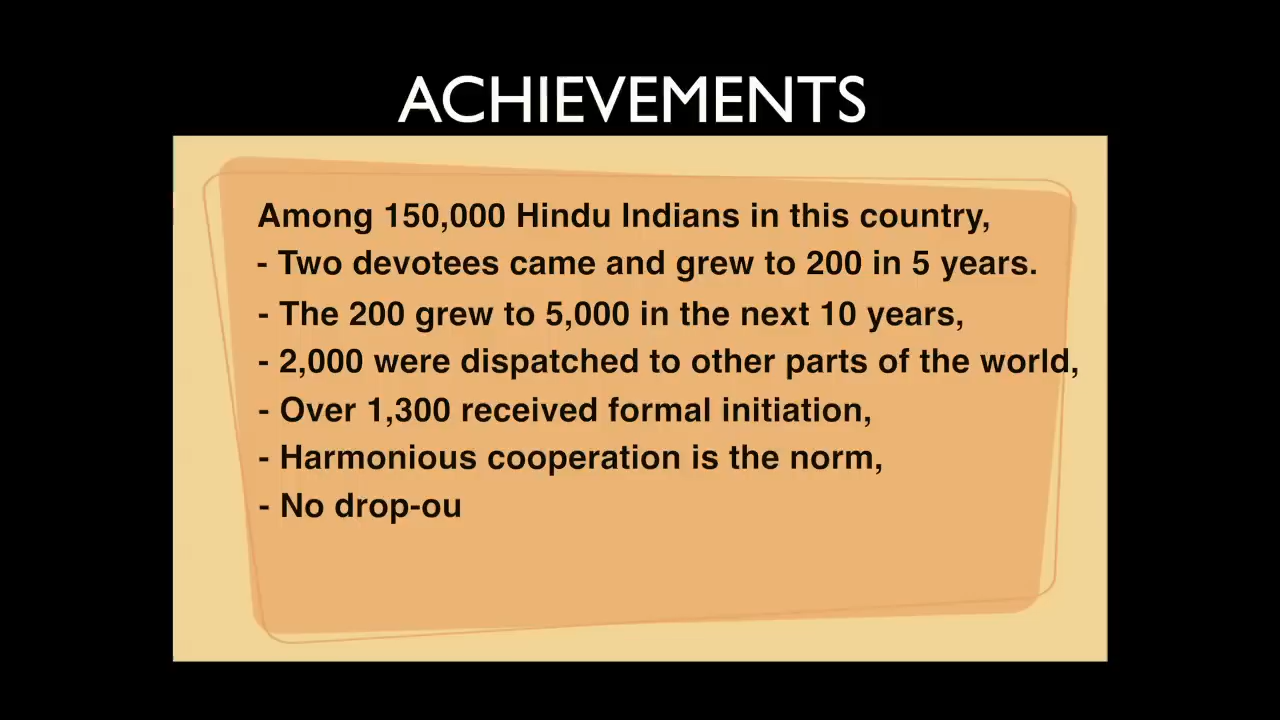 ACHIEVEMENTS
Among 150,000 Hindu Indians in this country,
- Two devotees came and grew to 200 in 5 years.
- The 200 grew to 5,000 in the next 10 years,
- 2,000 were dispatched to other parts of the world,
- Over 1,300 received formal initiation,
- Harmonious cooperation is the norm,
- No drop-ou